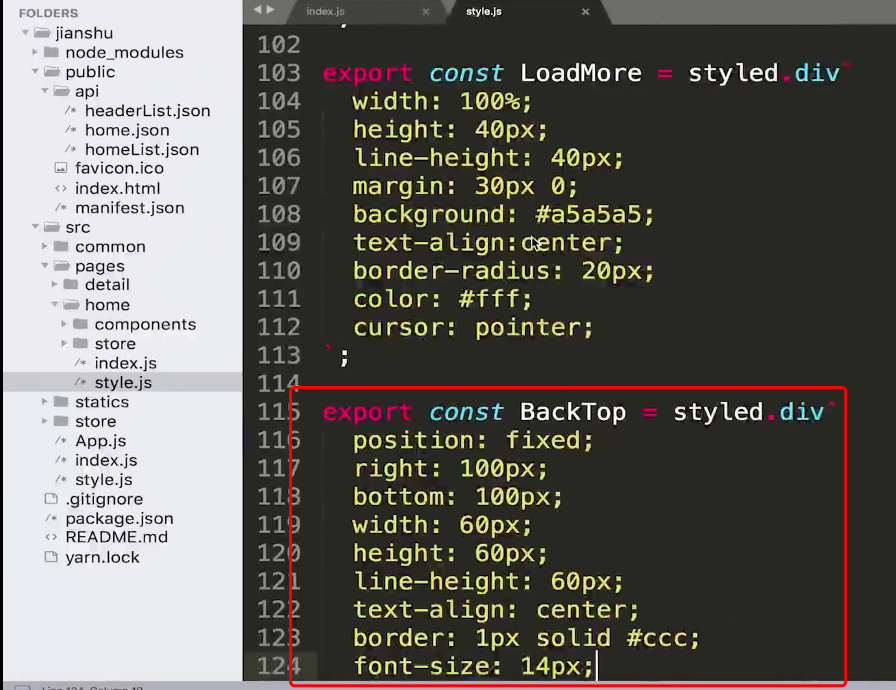 FOLDERS
jianshu
node_modules
public
api
/* headerList.json
/* home.json
/* homeList.json
favicon.ico
<> index.html
/* manifest.json
src
common
pages
detail
home
components
store
/* index.js
/* style.js
statics
store
/* App.js
/* index.js
/* style.js
.gitignore
/* package.json
<> README.md
yarn.lock
index.js ×
style.js ×
102
103 export const LoadMore = styled.div`
104 width: 100%;
105 height: 40px;
106 line-height: 40px;
107 margin: 30px 0;
108 background: #a5a5a5;
109 text-align:center;
110 border-radius: 20px;
111 color: #fff;
112 cursor: pointer;
113 `;
114
115 export const BackTop = styled.div`
116 position: fixed;
117 right: 100px;
118 bottom: 100px;
119 width: 60px;
120 height: 60px;
121 line-height: 60px;
122 text-align: center;
123 border: 1px solid #ccc;
124 font-size: 14px;